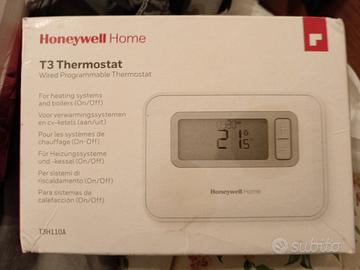 Honeywell Home
T3 Thermostat
Wired Programmable Thermostat
For heating systems
and boilers (On/Off)
Voor verwarmingssystemen
en cv-ketels (aan/uit)
Pour les systèmes de
chauffage (On-Off)
Für Heizungssysteme
und -kessel (On/Off)
Per sistemi di
riscaldamento (On/Off)
Para sistemas de
calefacción (On/Off)
Honeywell Home
T3H110A
subito